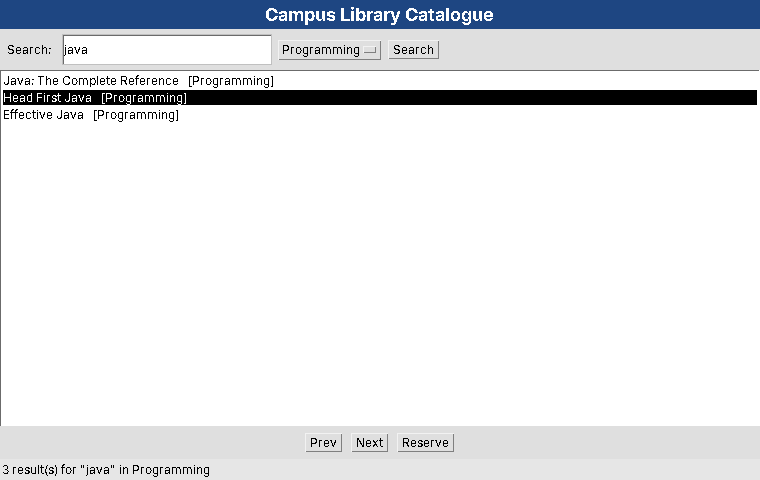 Campus Library Catalogue
Search: java Programming Search
Java: The Complete Reference [Programming]
Head First Java [Programming]
Effective Java [Programming]
Prev Next Reserve
3 result(s) for "java" in Programming